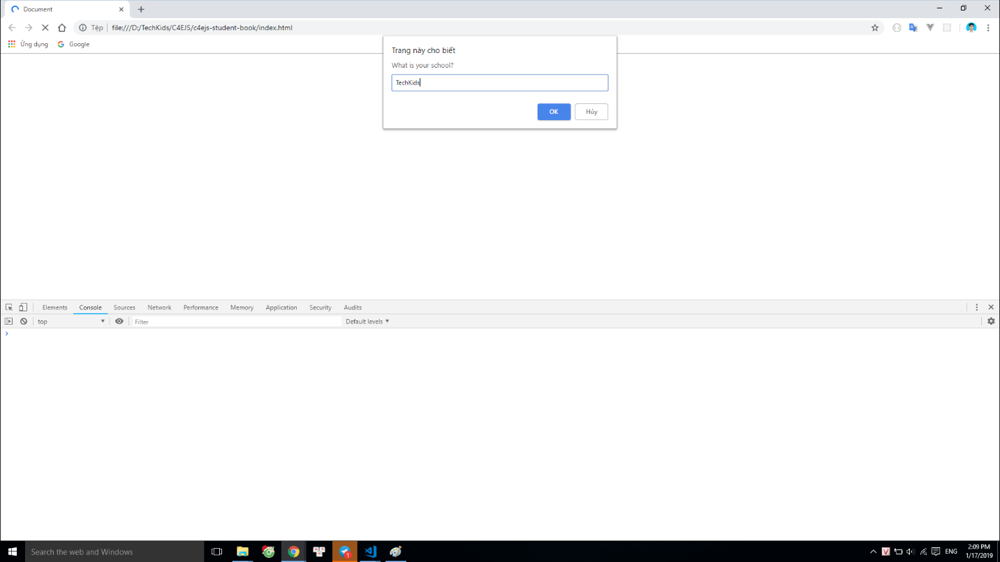 Document
Tệp file:///D:/TechKids/C4EJS/c4ejs-student-book/index.html
Ứng dụng Google
Trang này cho biết
What is your school?
TechKids
OK Hủy
Elements Console Sources Network Performance Memory Application Security Audits
top Filter Default levels
Search the web and Windows
1
V
ENG
2:09 PM
1/17/2019